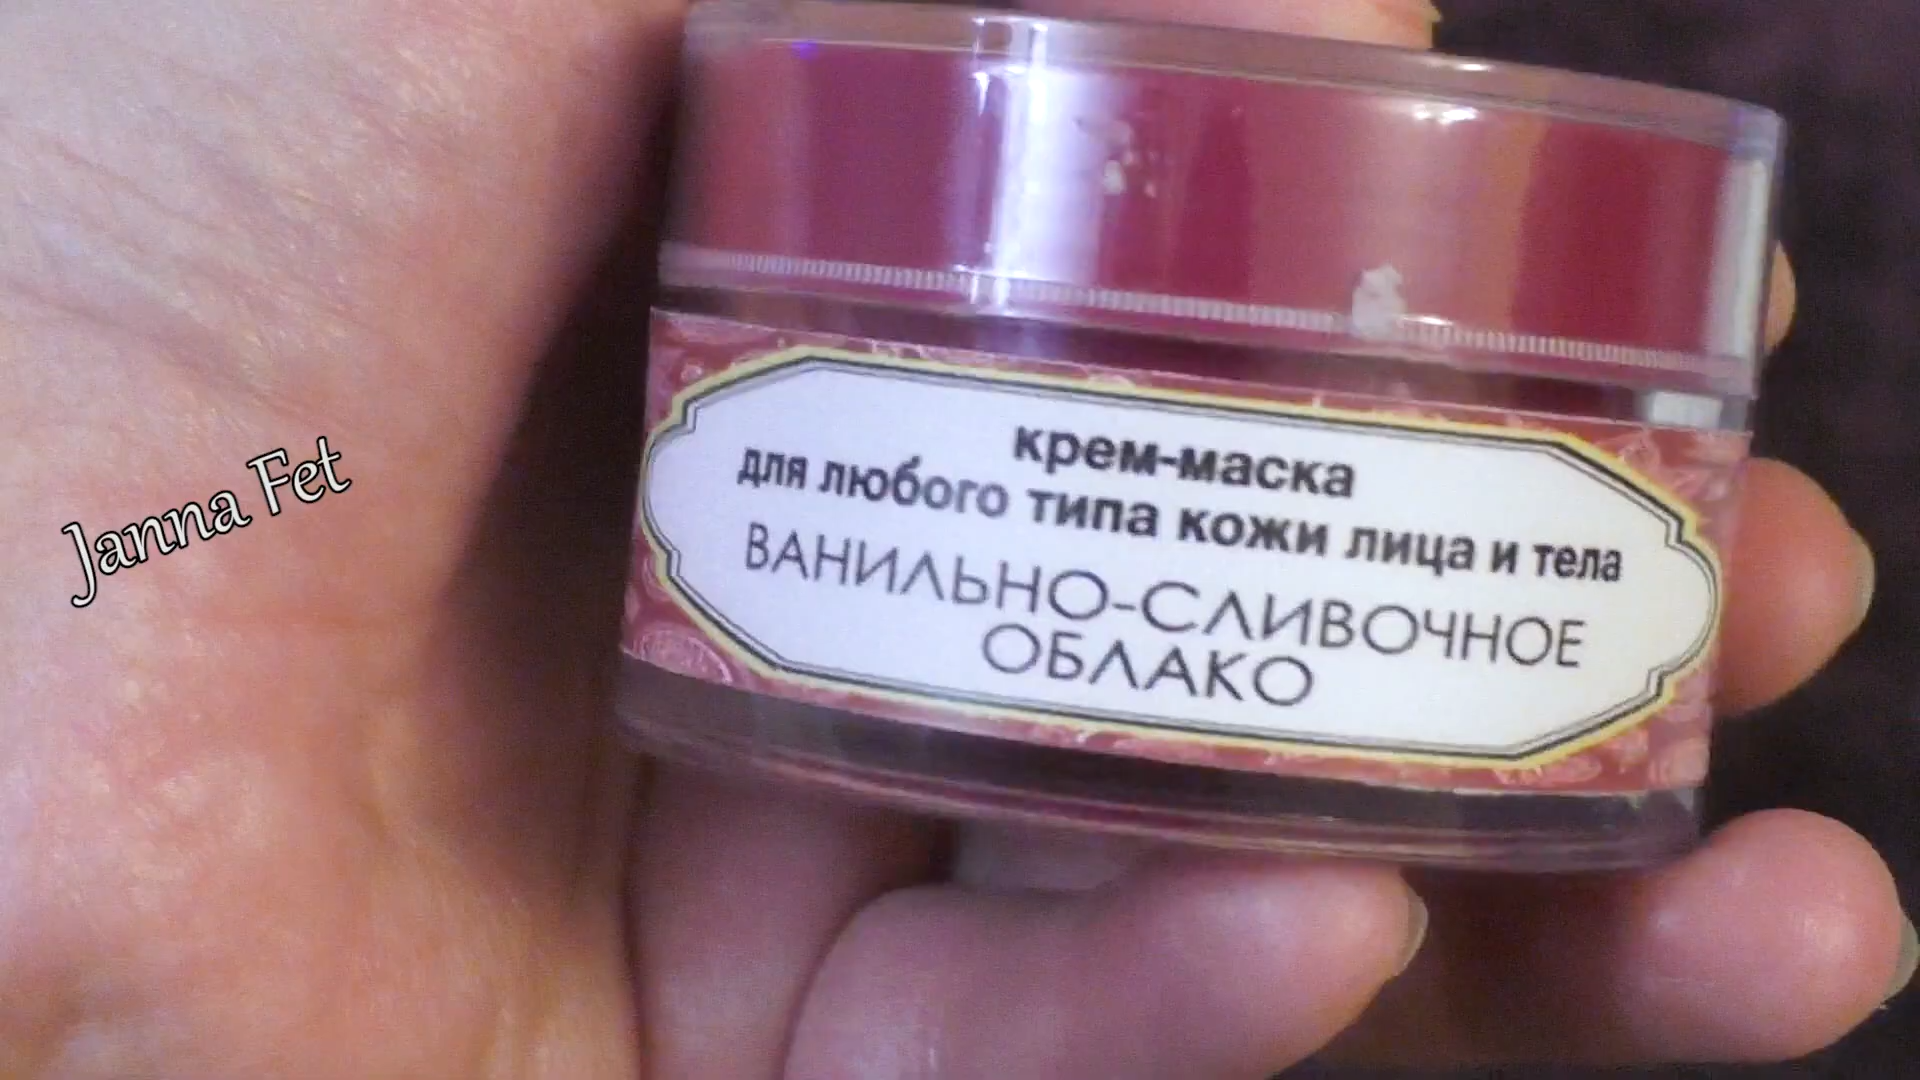 крем-маска
для любого типа кожи лица и тела
ВАНИЛЬНО-СЛИВОЧНОЕ
ОБЛАКО
Janna Fet